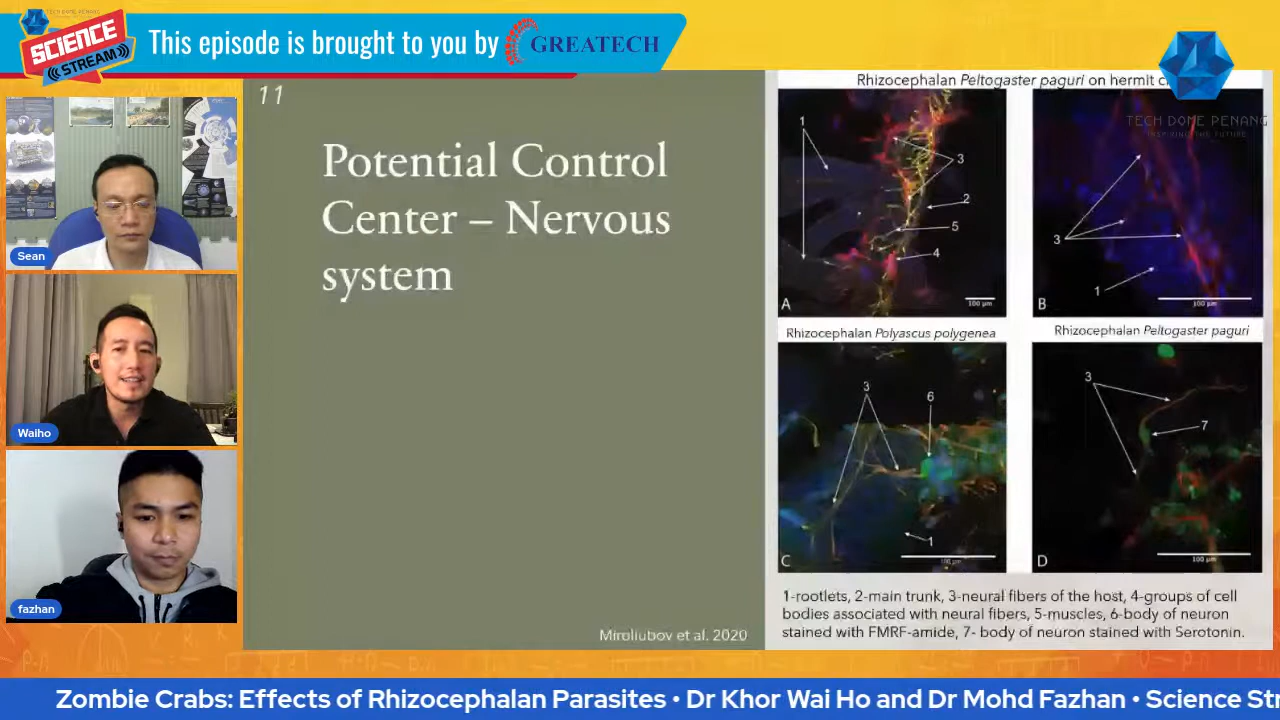 TECH DOME PENANG
SCIENCE
STREAM
This episode is brought to you by
GREATECH
TECH DOME PENANG
INSPIRING THE FUTURE
Sean
Waiho
fazhan
11
Potential Control
Center – Nervous
system
Miroliubov et al. 2020
Rhizocephalan Peltogaster paguri on hermit
1
3
2
5
4
A
100 µm
3
1
B
100 µm
Rhizocephalan Polyascus polygenea
Rhizocephalan Peltogaster paguri
3
6
1
C
100 µm
3
7
D
100 µm
1-rootlets, 2-main trunk, 3-neural fibers of the host, 4-groups of cell
bodies associated with neural fibers, 5-muscles, 6-body of neuron
stained with FMRF-amide, 7- body of neuron stained with Serotonin.
Zombie Crabs: Effects of Rhizocephalan Parasites • Dr Khor Wai Ho and Dr Mohd Fazhan • Science St